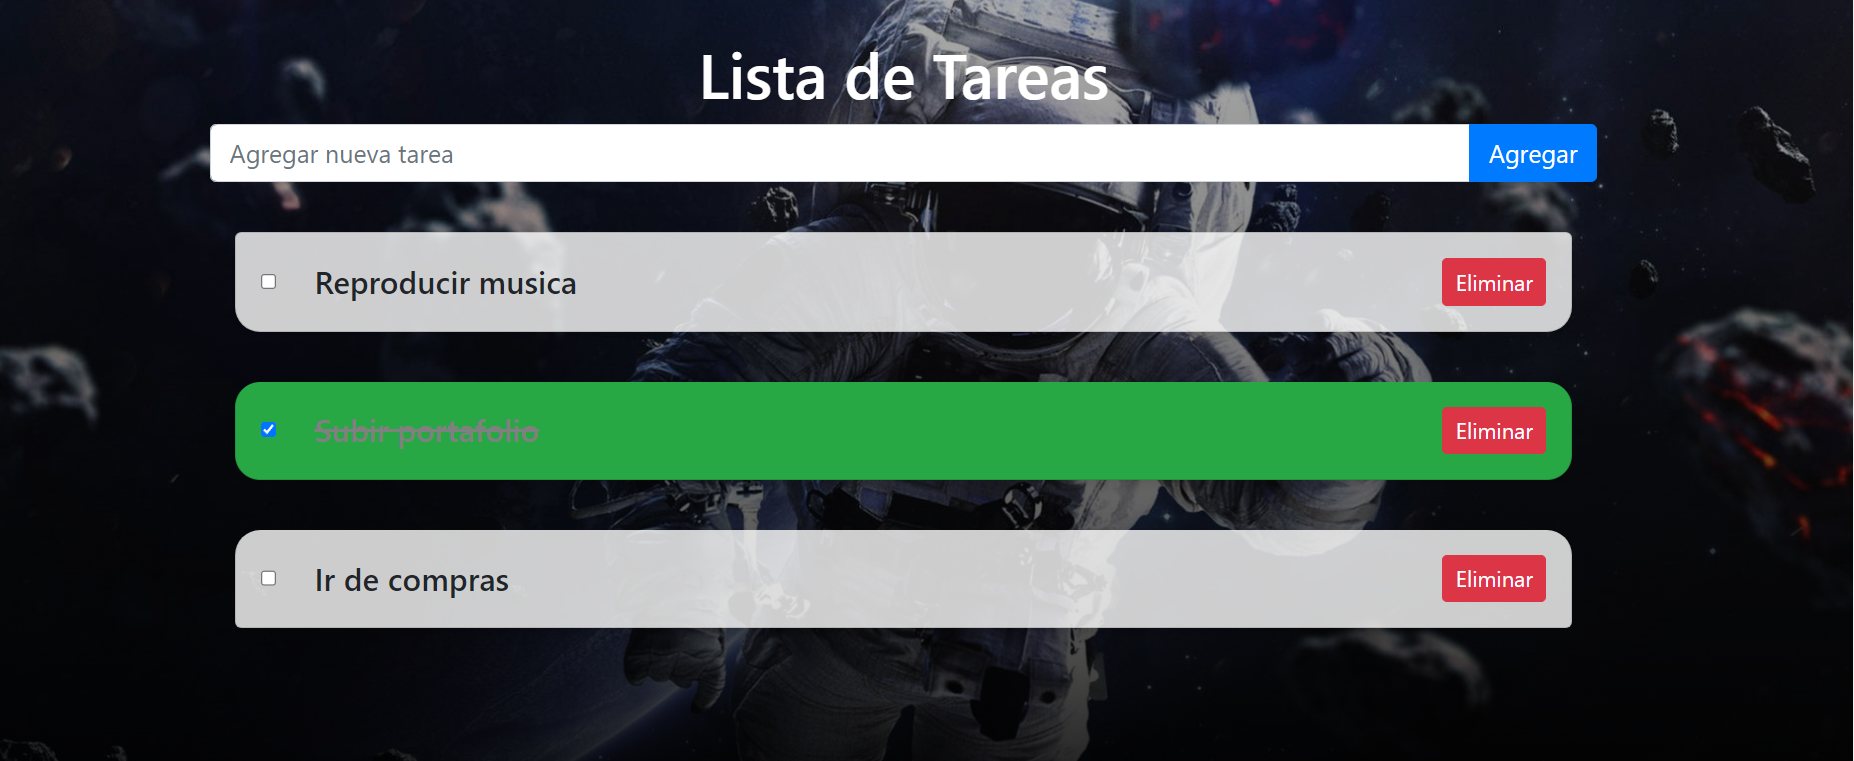 Lista de Tareas
Agregar nueva tarea Agregar
Reproducir musica Eliminar
Subir portafolio Eliminar
Ir de compras Eliminar